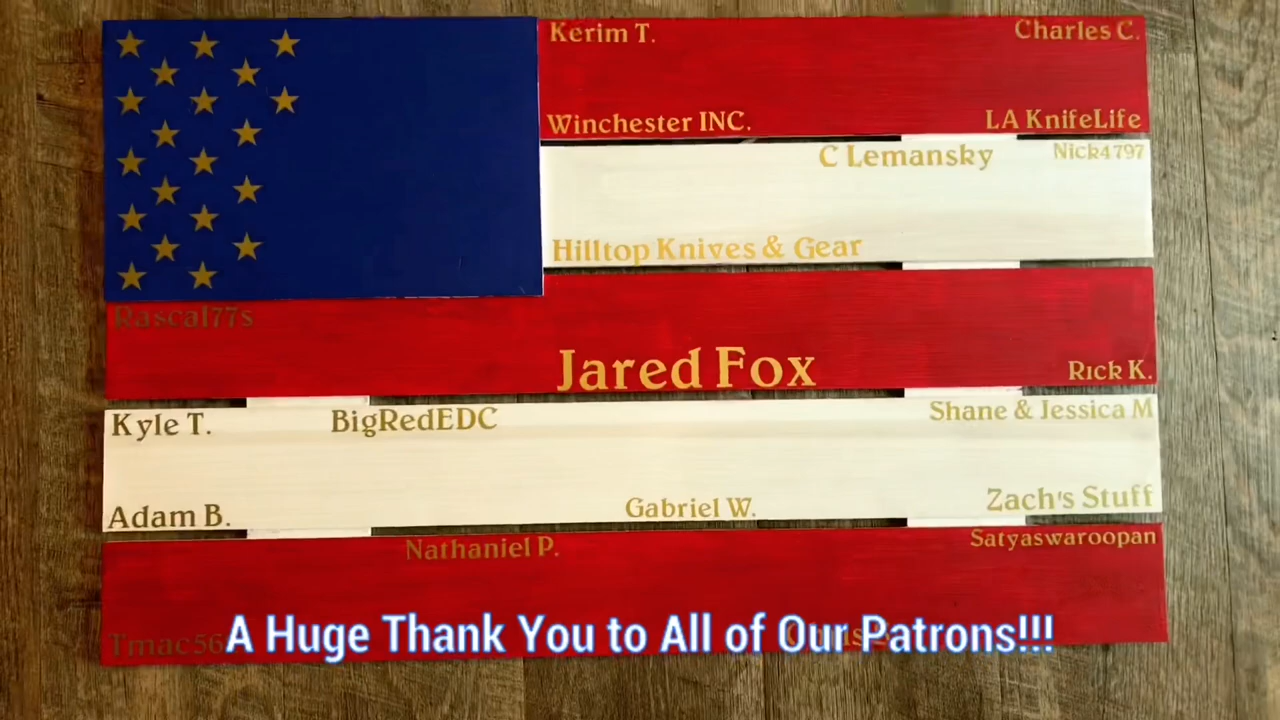 Kerim T.
Charles C.
Winchester INC.
LA KnifeLife
C Lemansky
Nick4797
Hilltop Knives & Gear
Rascal77s
Jared Fox
Rick K.
Kyle T.
BigRedEDC
Shane & Jessica M
Adam B.
Gabriel W.
Zach's Stuff
Nathaniel P.
Satyaswaroopan
A Huge Thank You to All of Our Patrons!!!